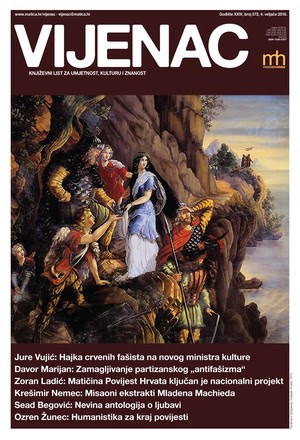 www.matica.hr/vijenac - vijenac@matica.hr
Godište XXIV, broj 572, 4. veljače 2016.
VIJENAC
mh
KNJIŽEVNI LIST ZA UMJETNOST, KULTURU I ZNANOST
Jure Vujić: Hajka crvenih fašista na novog ministra kulture
Davor Marijan: Zamagljivanje partizanskog „antifašizma“
Zoran Ladić: Matičina Povijest Hrvata ključan je nacionalni projekt
Krešimir Nemec: Misaoni ekstrakti Mladena Machieda
Sead Begović: Nevina antologija o ljubavi
Ozren Žunec: Humanistika za kraj povijesti